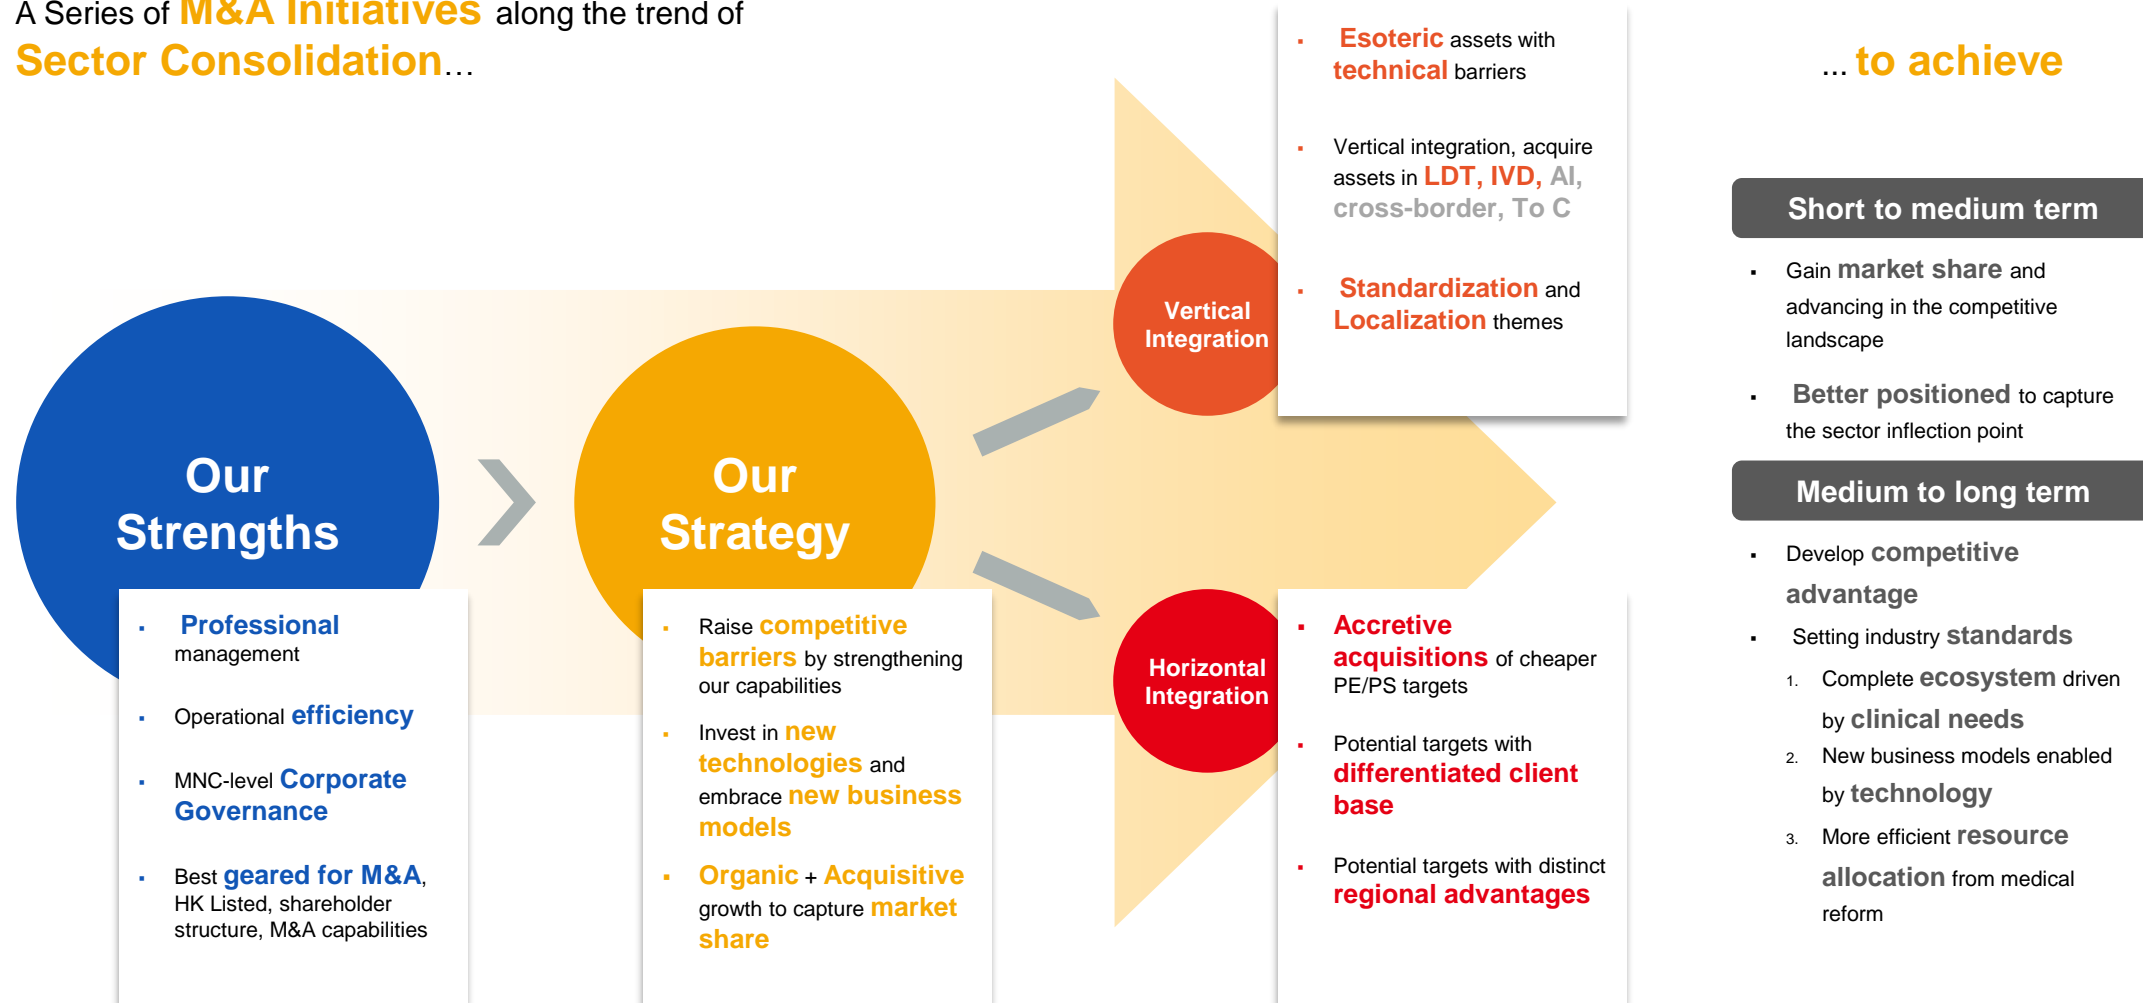 A Series of M&A Initiatives along the trend of
Sector Consolidation…
Our
Strengths
▪ Professional
management
▪ Operational efficiency
▪ MNC-level Corporate
Governance
▪ Best geared for M&A,
HK Listed, shareholder
structure, M&A capabilities
Our
Strategy
▪ Raise competitive
barriers by strengthening
our capabilities
▪ Invest in new
technologies and
embrace new business
models
▪ Organic + Acquisitive
growth to capture market
share
Vertical
Integration
▪ Esoteric assets with
technical barriers
▪ Vertical integration, acquire
assets in LDT, IVD, AI,
cross-border, To C
▪ Standardization and
Localization themes
Horizontal
Integration
▪ Accretive
acquisitions of cheaper
PE/PS targets
▪ Potential targets with
differentiated client
base
▪ Potential targets with distinct
regional advantages
... to achieve
Short to medium term
▪ Gain market share and
advancing in the competitive
landscape
▪ Better positioned to capture
the sector inflection point
Medium to long term
▪ Develop competitive
advantage
▪ Setting industry standards
1. Complete ecosystem driven
by clinical needs
2. New business models enabled
by technology
3. More efficient resource
allocation from medical
reform